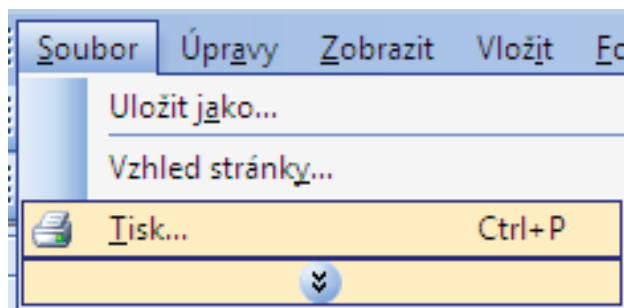 Soubor Úpravy Zobrazit Vložit
Uložit jako...
Vzhled stránky...
Tisk... Ctrl+P